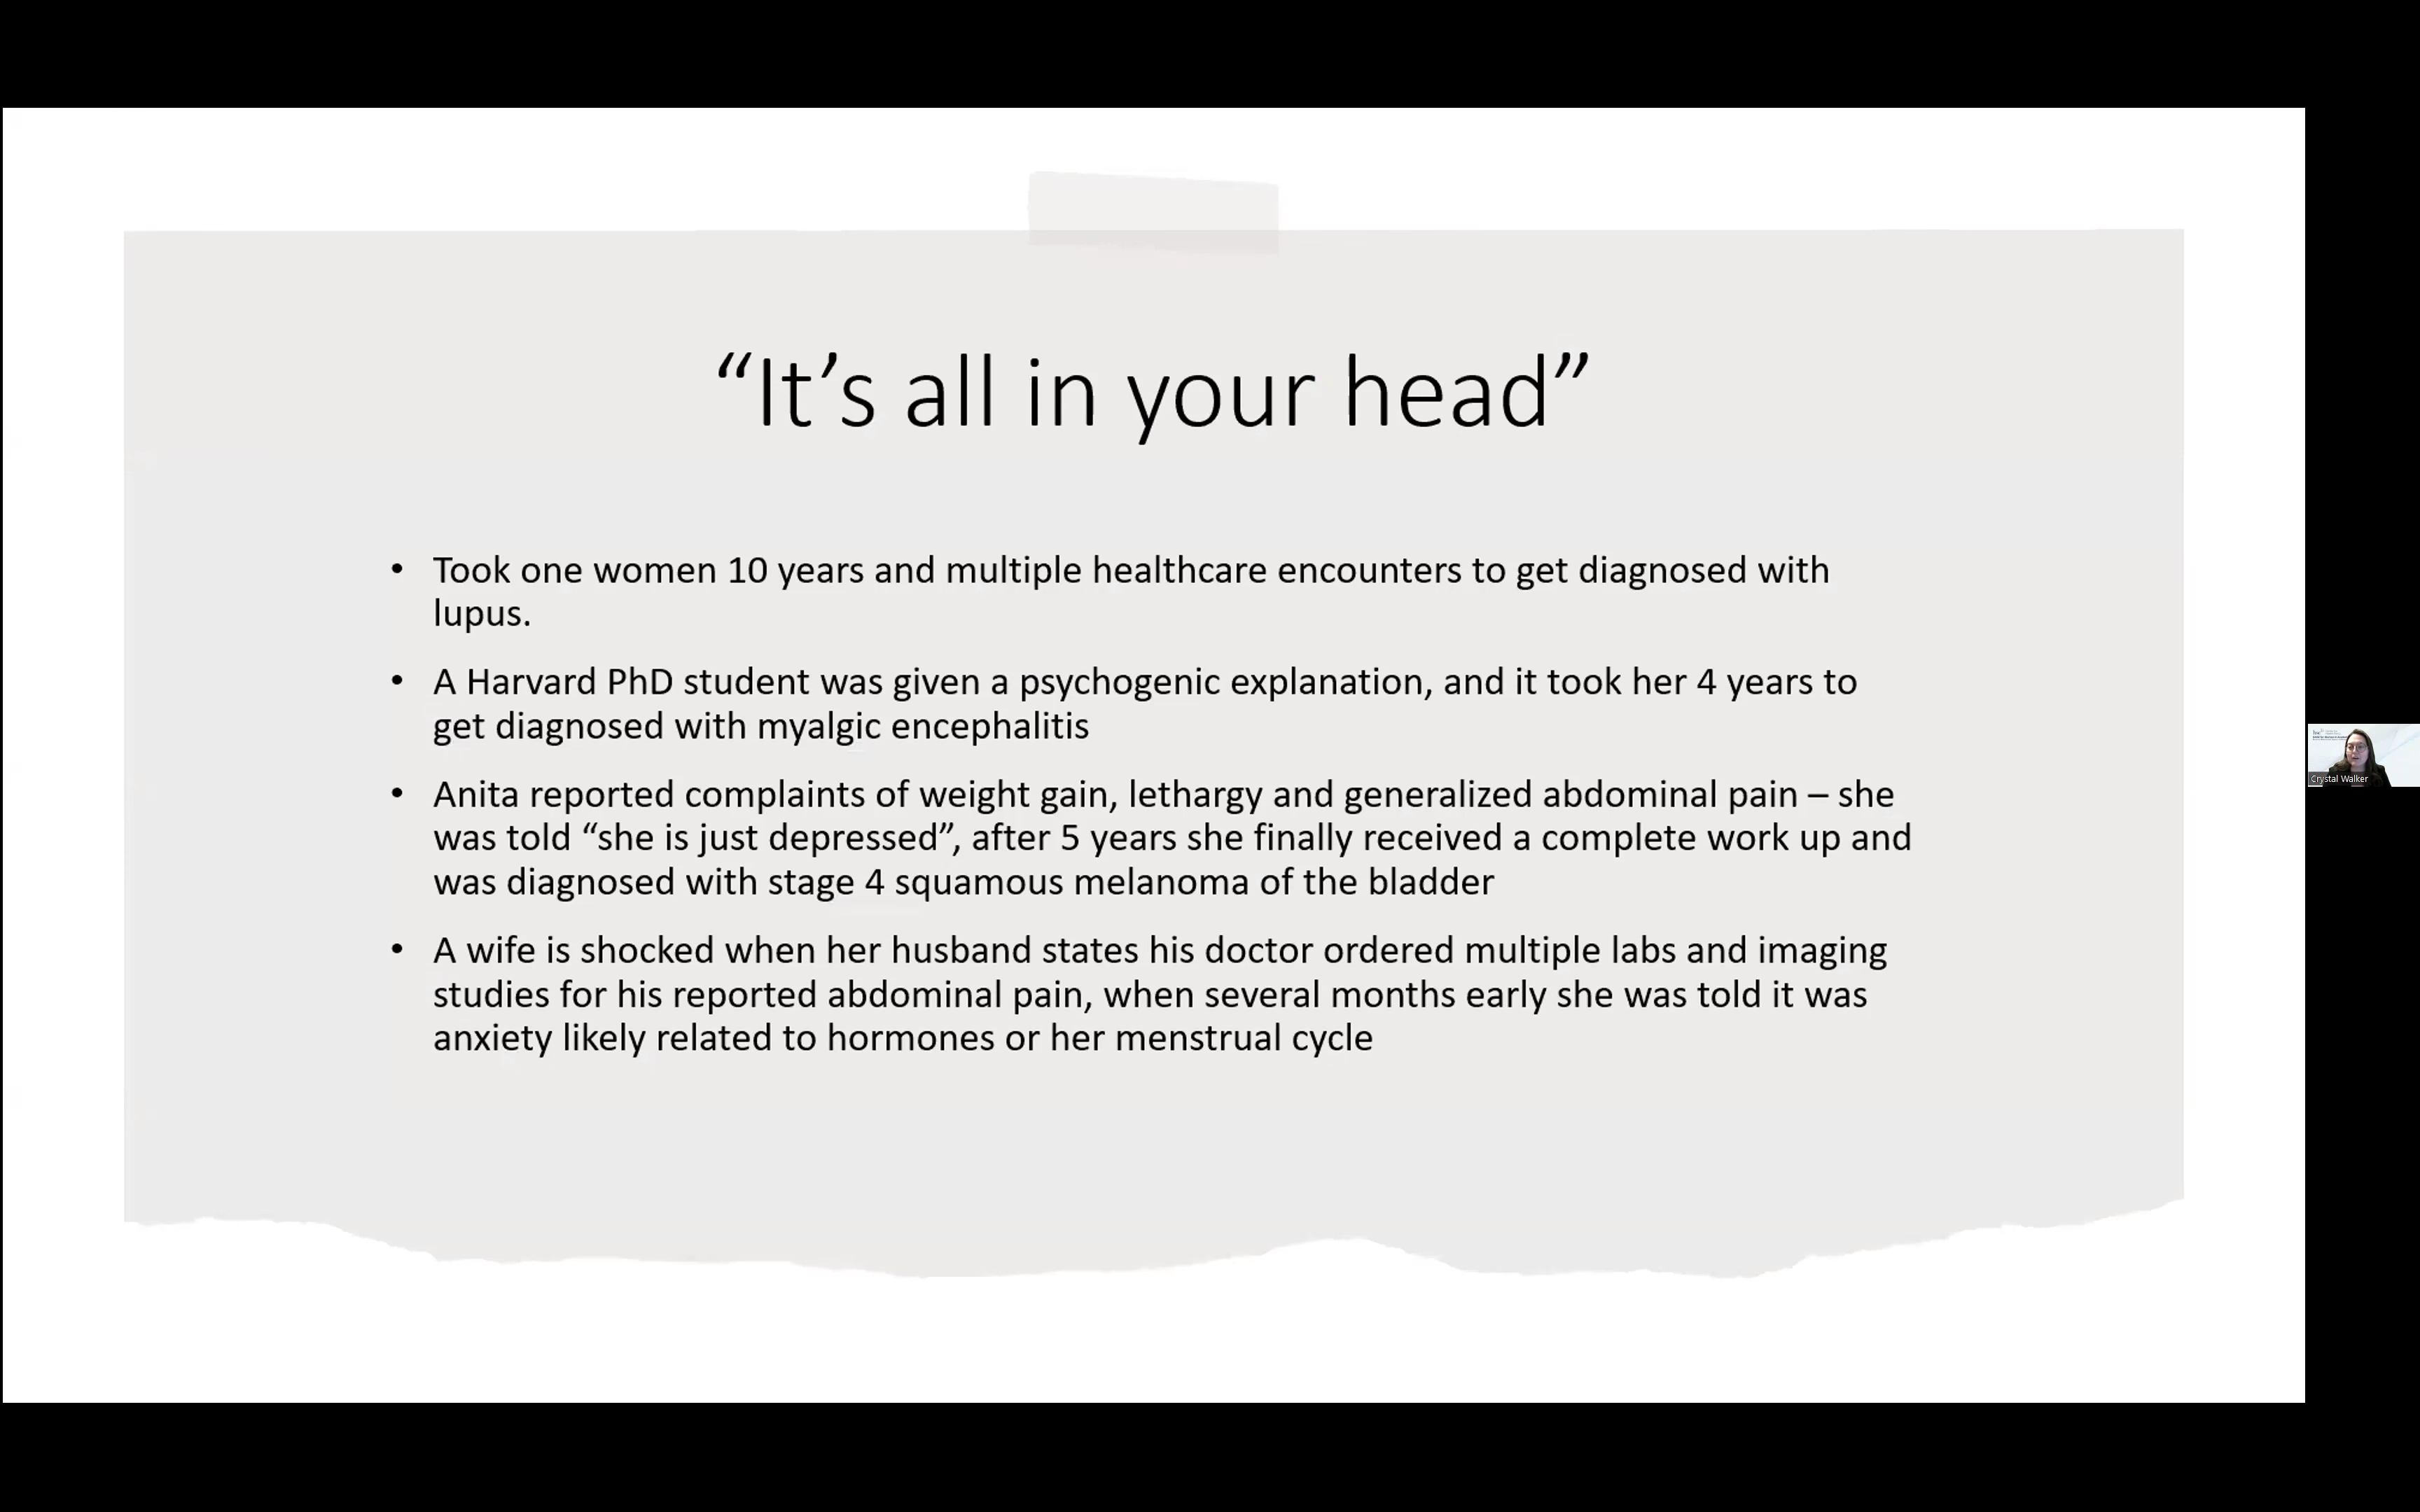 “It’s all in your head”
• Took one women 10 years and multiple healthcare encounters to get diagnosed with
lupus.
• A Harvard PhD student was given a psychogenic explanation, and it took her 4 years to
get diagnosed with myalgic encephalitis
• Anita reported complaints of weight gain, lethargy and generalized abdominal pain – she
was told “she is just depressed”, after 5 years she finally received a complete work up and
was diagnosed with stage 4 squamous melanoma of the bladder
• A wife is shocked when her husband states his doctor ordered multiple labs and imaging
studies for his reported abdominal pain, when several months early she was told it was
anxiety likely related to hormones or her menstrual cycle
Crystal Walker